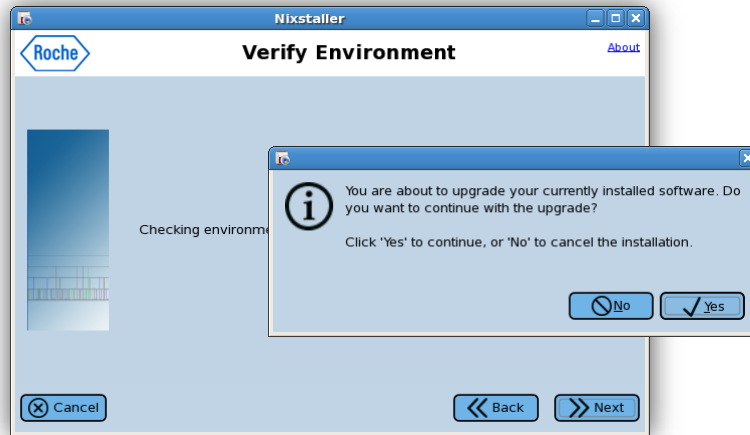 Nixstaller
Roche
Verify Environment
About
You are about to upgrade your currently installed software. Do
you want to continue with the upgrade?
Click 'Yes' to continue, or 'No' to cancel the installation.
Checking environme
No
Yes
Cancel
Back
Next